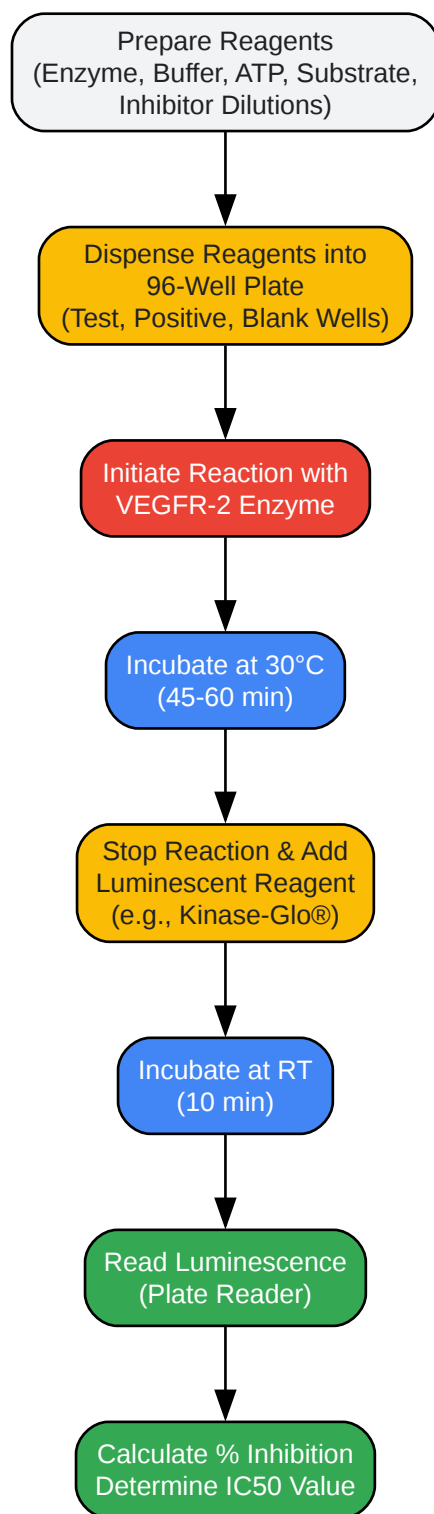 Prepare Reagents
(Enzyme, Buffer, ATP, Substrate,
Inhibitor Dilutions)
Dispense Reagents into
96-Well Plate
(Test, Positive, Blank Wells)
Initiate Reaction with
VEGFR-2 Enzyme
Incubate at 30°C
(45-60 min)
Stop Reaction & Add
Luminescent Reagent
(e.g., Kinase-Glo®)
Incubate at RT
(10 min)
Read Luminescence
(Plate Reader)
Calculate % Inhibition
Determine IC50 Value